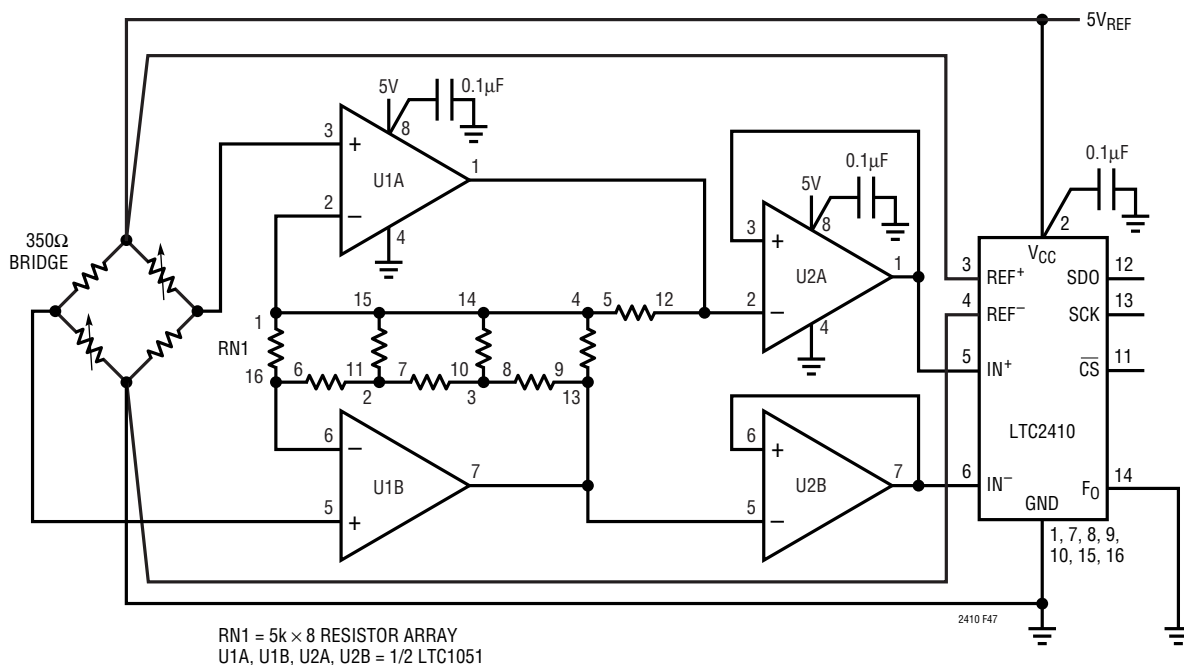 5VREF
5V
0.1µF
8
3
+
U1A
1
2
−
4
0.1µF
5V
8
3
+
U2A
1
2
−
4
0.1µF
2
VCC
3
REF+
SDO
12
4
REF−
SCK
13
5
IN+
CS
11
LTC2410
6
IN−
FO
14
GND
1, 7, 8, 9,
10, 15, 16
350Ω
BRIDGE
1
15
14
4
5
12
RN1
16
6
11
7
10
8
9
2
3
13
6
−
U1B
7
5
+
6
+
U2B
7
5
−
2410 F47
RN1 = 5k × 8 RESISTOR ARRAY
U1A, U1B, U2A, U2B = 1/2 LTC1051